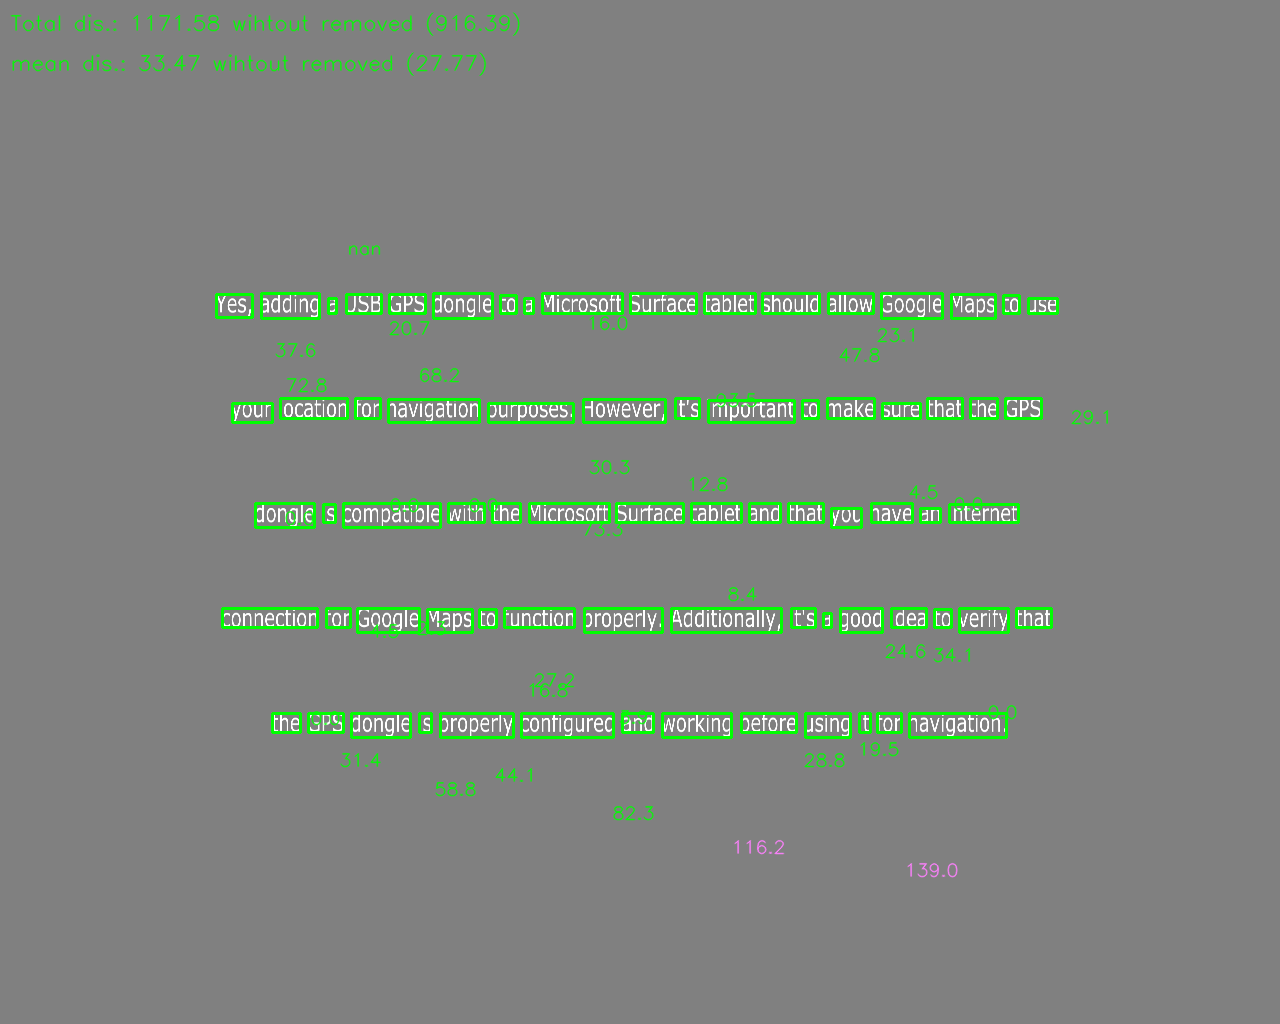 Total dis.: 1171.58 wihtout removed (916.39)
mean dis.: 33.47 wihtout removed (27.77)
nan
Yes, adding a USB GPS dongle to a Microsoft Surface tablet should allow Google Maps to use
20.7 16.0 23.1
37.6 47.8
72.8 68.2
your location for navigation purposes. However, it's important to make sure that the GPS
29.1
30.3
12.8 4.5
dongle is compatible with the Microsoft Surface tablet and that you have an internet
73.3
8.4
connection for Google Maps to function properly. Additionally, it's a good idea to verify that
24.6 34.1
27.2
16.8
the GPS dongle is properly configured and working before using it for navigation.
31.4 28.8 19.5
58.8 44.1
82.3
116.2
139.0